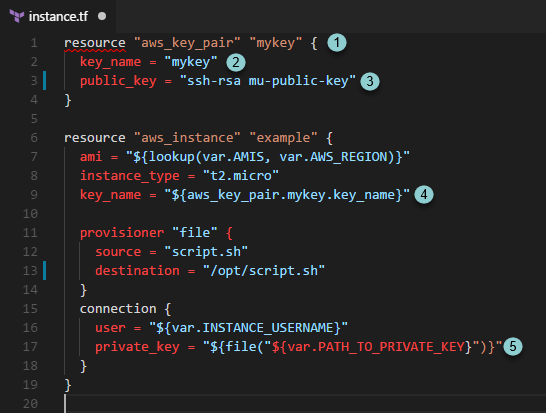 instance.tf
1 resource "aws_key_pair" "mykey" { 1
2 key_name = "mykey" 2
3 public_key = "ssh-rsa mu-public-key" 3
4 }
5
6 resource "aws_instance" "example" {
7 ami = "${lookup(var.AMIS, var.AWS_REGION)}"
8 instance_type = "t2.micro"
9 key_name = "${aws_key_pair.mykey.key_name}" 4
10
11 provisioner "file" {
12 source = "script.sh"
13 destination = "/opt/script.sh"
14 }
15 connection {
16 user = "${var.INSTANCE_USERNAME}"
17 private_key = "${file("${var.PATH_TO_PRIVATE_KEY}")}" 5
18 }
19 }
20